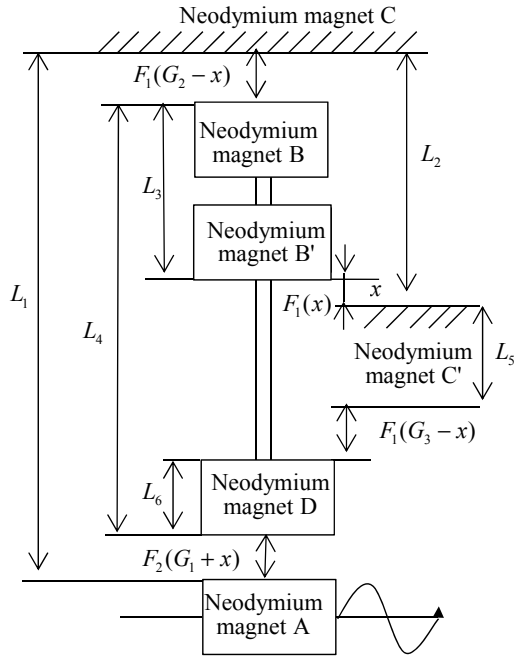 Neodymium magnet C
F₁(G₂ − x)
Neodymium
magnet B
L₂
L₃
Neodymium
magnet B'
x
F₁(x)
L₁
L₄
Neodymium
magnet C'
L₅
F₁(G₃ − x)
L₆
Neodymium
magnet D
F₂(G₁ + x)
Neodymium
magnet A